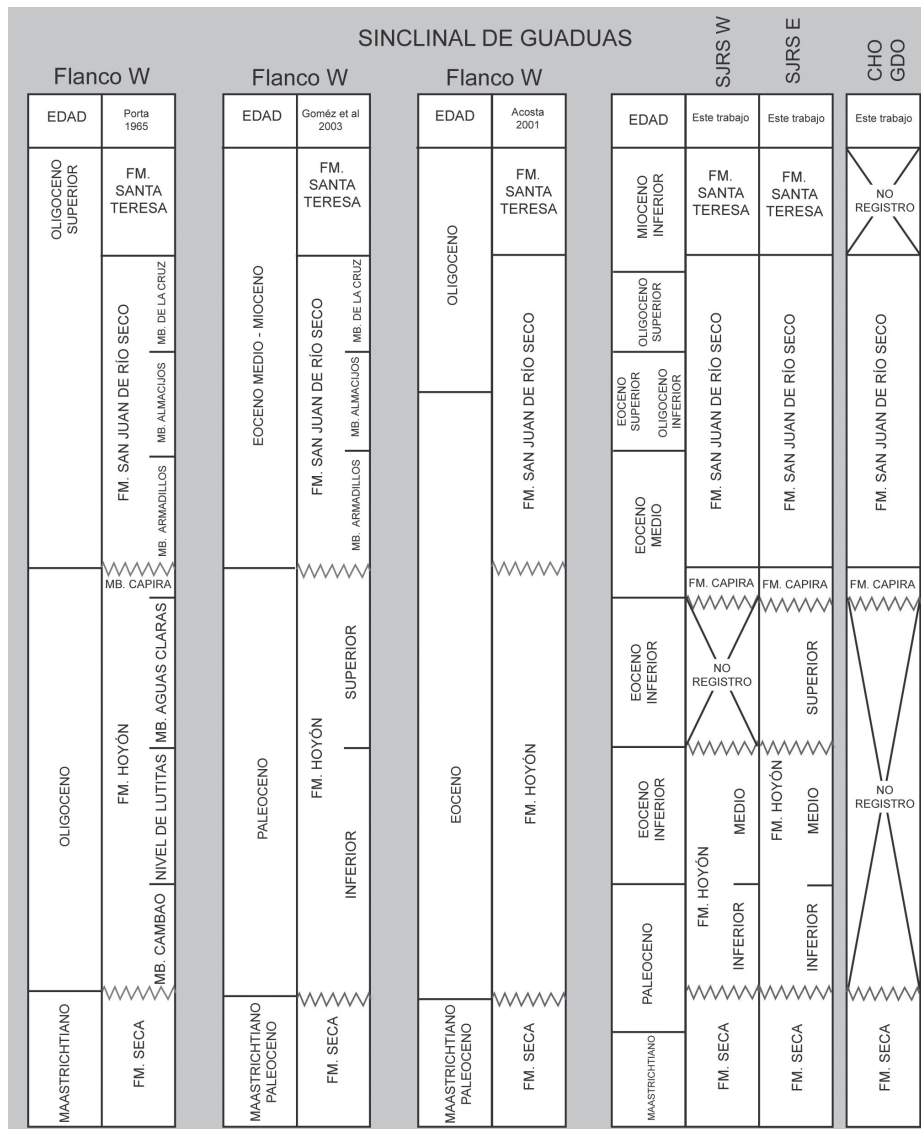 SINCLINAL DE GUADUAS
Flanco W
Flanco W
Flanco W
SJRS W
SJRS E
CHO
GDO
EDAD
Porta
1965
OLIGOCENO
SUPERIOR
OLIGOCENO
MAASTRICHTIANO
FM.
SANTA
TERESA
FM. SAN JUAN DE RÍO SECO
MB. DE LA CRUZ
MB. ALMACIJOS
MB. ARMADILLOS
MB. CAPIRA
FM. HOYÓN
MB. AGUAS CLARAS
NIVEL DE LUTITAS
MB. CAMBAO
FM. SECA
EDAD
Goméz et al
2003
EOCENO MEDIO - MIOCENO
PALEOCENO
MAASTRICHTIANO
PALEOCENO
FM.
SANTA
TERESA
FM. SAN JUAN DE RÍO SECO
MB. DE LA CRUZ
MB. ALMACIJOS
MB. ARMADILLOS
FM. HOYÓN
SUPERIOR
INFERIOR
FM. SECA
EDAD
Acosta
2001
OLIGOCENO
EOCENO
MAASTRICHTIANO
PALEOCENO
FM.
SANTA
TERESA
FM. SAN JUAN DE RÍO SECO
FM. HOYÓN
FM. SECA
EDAD
Este trabajo
Este trabajo
Este trabajo
MIOCENO
INFERIOR
OLIGOCENO
SUPERIOR
EOCENO
SUPERIOR
OLIGOCENO
INFERIOR
EOCENO
MEDIO
EOCENO
INFERIOR
EOCENO
INFERIOR
PALEOCENO
MAASTRICHTIANO
FM.
SANTA
TERESA
FM. SAN JUAN DE RÍO SECO
FM. CAPIRA
NO
REGISTRO
FM. HOYÓN
MEDIO
INFERIOR
FM. SECA
FM.
SANTA
TERESA
FM. SAN JUAN DE RÍO SECO
FM. CAPIRA
SUPERIOR
FM. HOYÓN
MEDIO
INFERIOR
FM. SECA
NO
REGISTRO
FM. SAN JUAN DE RÍO SECO
FM. CAPIRA
NO
REGISTRO
FM. SECA